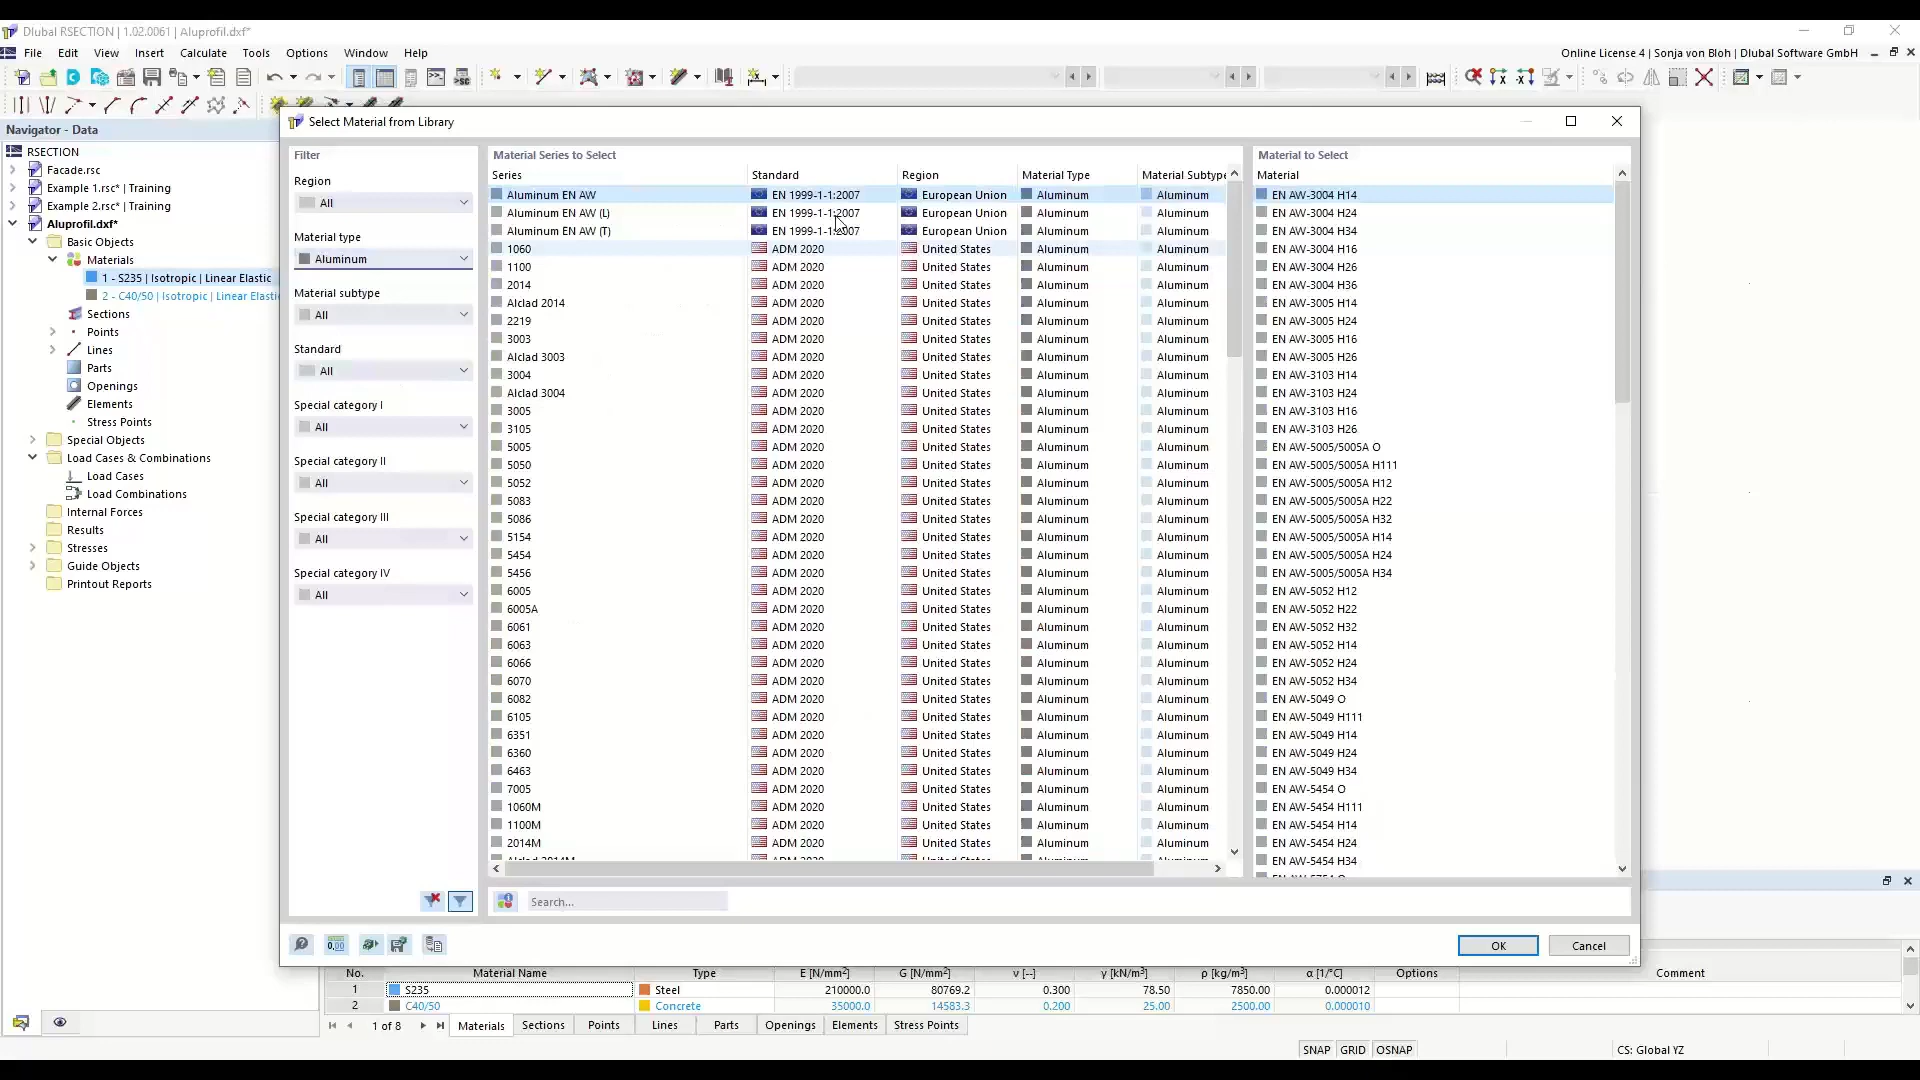 Dlubal RSECTION | 1.02.0061 | Aluprofil.dxf*
File Edit View Insert Calculate Tools Options Window Help
Online License 4 | Sonja von Bloh | Dlubal Software GmbH
Navigator - Data
RSECTION
Facade.rsc
Example 1.rsc* | Training
Example 2.rsc* | Training
Aluprofil.dxf*
Basic Objects
Materials
1 - S235 | Isotropic | Linear Elastic
2 - C40/50 | Isotropic | Linear Elastic
Sections
Points
Lines
Parts
Openings
Elements
Stress Points
Special Objects
Load Cases & Combinations
Load Cases
Load Combinations
Internal Forces
Results
Stresses
Guide Objects
Printout Reports
Select Material from Library
Filter
Region
All
Material type
Aluminum
Material subtype
All
Standard
All
Special category I
All
Special category II
All
Special category III
All
Special category IV
All
Material Series to Select
Series Standard Region Material Type Material Subtype
Aluminum EN AW EN 1999-1-1:2007 European Union Aluminum Aluminum
Aluminum EN AW (L) EN 1999-1-1:2007 European Union Aluminum Aluminum
Aluminum EN AW (T) EN 1999-1-1:2007 European Union Aluminum Aluminum
1060 ADM 2020 United States Aluminum Aluminum
1100 ADM 2020 United States Aluminum Aluminum
2014 ADM 2020 United States Aluminum Aluminum
Alclad 2014 ADM 2020 United States Aluminum Aluminum
2219 ADM 2020 United States Aluminum Aluminum
3003 ADM 2020 United States Aluminum Aluminum
Alclad 3003 ADM 2020 United States Aluminum Aluminum
3004 ADM 2020 United States Aluminum Aluminum
Alclad 3004 ADM 2020 United States Aluminum Aluminum
3005 ADM 2020 United States Aluminum Aluminum
3105 ADM 2020 United States Aluminum Aluminum
5005 ADM 2020 United States Aluminum Aluminum
5050 ADM 2020 United States Aluminum Aluminum
5052 ADM 2020 United States Aluminum Aluminum
5083 ADM 2020 United States Aluminum Aluminum
5086 ADM 2020 United States Aluminum Aluminum
5154 ADM 2020 United States Aluminum Aluminum
5454 ADM 2020 United States Aluminum Aluminum
5456 ADM 2020 United States Aluminum Aluminum
6005 ADM 2020 United States Aluminum Aluminum
6005A ADM 2020 United States Aluminum Aluminum
6061 ADM 2020 United States Aluminum Aluminum
6063 ADM 2020 United States Aluminum Aluminum
6066 ADM 2020 United States Aluminum Aluminum
6070 ADM 2020 United States Aluminum Aluminum
6082 ADM 2020 United States Aluminum Aluminum
6105 ADM 2020 United States Aluminum Aluminum
6351 ADM 2020 United States Aluminum Aluminum
6360 ADM 2020 United States Aluminum Aluminum
6463 ADM 2020 United States Aluminum Aluminum
7005 ADM 2020 United States Aluminum Aluminum
1060M ADM 2020 United States Aluminum Aluminum
1100M ADM 2020 United States Aluminum Aluminum
2014M ADM 2020 United States Aluminum Aluminum
Search...
Material to Select
Material
EN AW-3004 H14
EN AW-3004 H24
EN AW-3004 H34
EN AW-3004 H16
EN AW-3004 H26
EN AW-3004 H36
EN AW-3005 H14
EN AW-3005 H24
EN AW-3005 H16
EN AW-3005 H26
EN AW-3103 H14
EN AW-3103 H24
EN AW-3103 H16
EN AW-3103 H26
EN AW-5005/5005A O
EN AW-5005/5005A H111
EN AW-5005/5005A H12
EN AW-5005/5005A H22
EN AW-5005/5005A H32
EN AW-5005/5005A H14
EN AW-5005/5005A H24
EN AW-5005/5005A H34
EN AW-5052 H12
EN AW-5052 H22
EN AW-5052 H32
EN AW-5052 H14
EN AW-5052 H24
EN AW-5052 H34
EN AW-5049 O
EN AW-5049 H111
EN AW-5049 H14
EN AW-5049 H24
EN AW-5049 H34
EN AW-5454 O
EN AW-5454 H111
EN AW-5454 H14
EN AW-5454 H24
EN AW-5454 H34
OK Cancel
No. Material Name Type E [N/mm²] G [N/mm²] ν [--] γ [kN/m³] ρ [kg/m³] α [1/°C] Options Comment
1 S235 Steel 210000.0 80769.2 0.300 78.50 7850.00 0.000012
2 C40/50 Concrete 35000.0 14583.3 0.200 25.00 2500.00 0.000010
1 of 8 Materials Sections Points Lines Parts Openings Elements Stress Points
SNAP GRID OSNAP CS: Global YZ